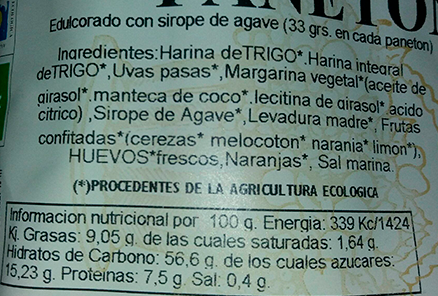 PANETO
Edulcorado con sirope de agave (33 grs. en cada paneton)
Ingredientes:Harina deTRIGO*.Harina integral
deTRIGO*,Uvas pasas*,Margarina vegetal*(aceite de
girasol*.manteca de coco*.lecitina de girasol*.acido
citrico) ,Sirope de Agave*,Levadura madre*, Frutas
confitadas*(cerezas* melocoton* narania* limon*),
HUEVOS*frescos,Naranjas*, Sal marina.
(*)PROCEDENTES DE LA AGRICULTURA ECOLOGICA
Informacion nutricional por 100 g. Energia: 339 Kc/1424
Kj. Grasas: 9,05 g. de las cuales saturadas: 1,64 g.
Hidratos de Carbono: 56,6 g. de los cuales azucares:
15,23 g. Proteinas: 7,5 g. Sal: 0,4 g.